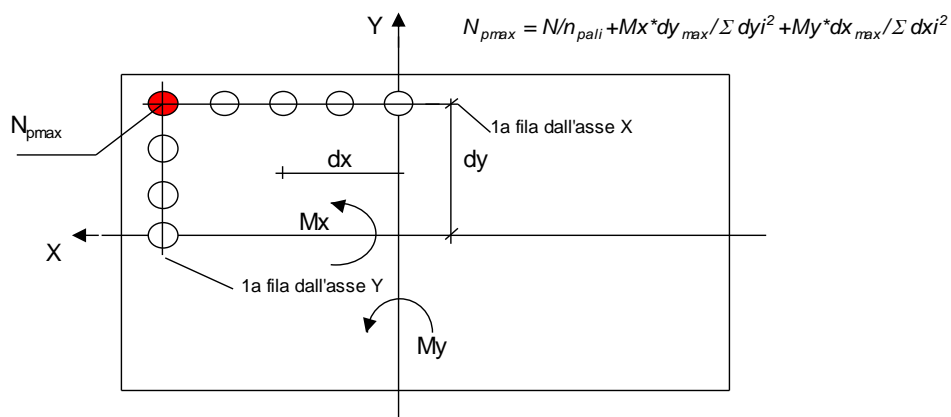 Y
N_pmax = N/n_pali +Mx*dy_max/Σ dyi² +My*dx_max/Σ dxi²
N_pmax
1a fila dall'asse X
dx
dy
Mx
X
1a fila dall'asse Y
My